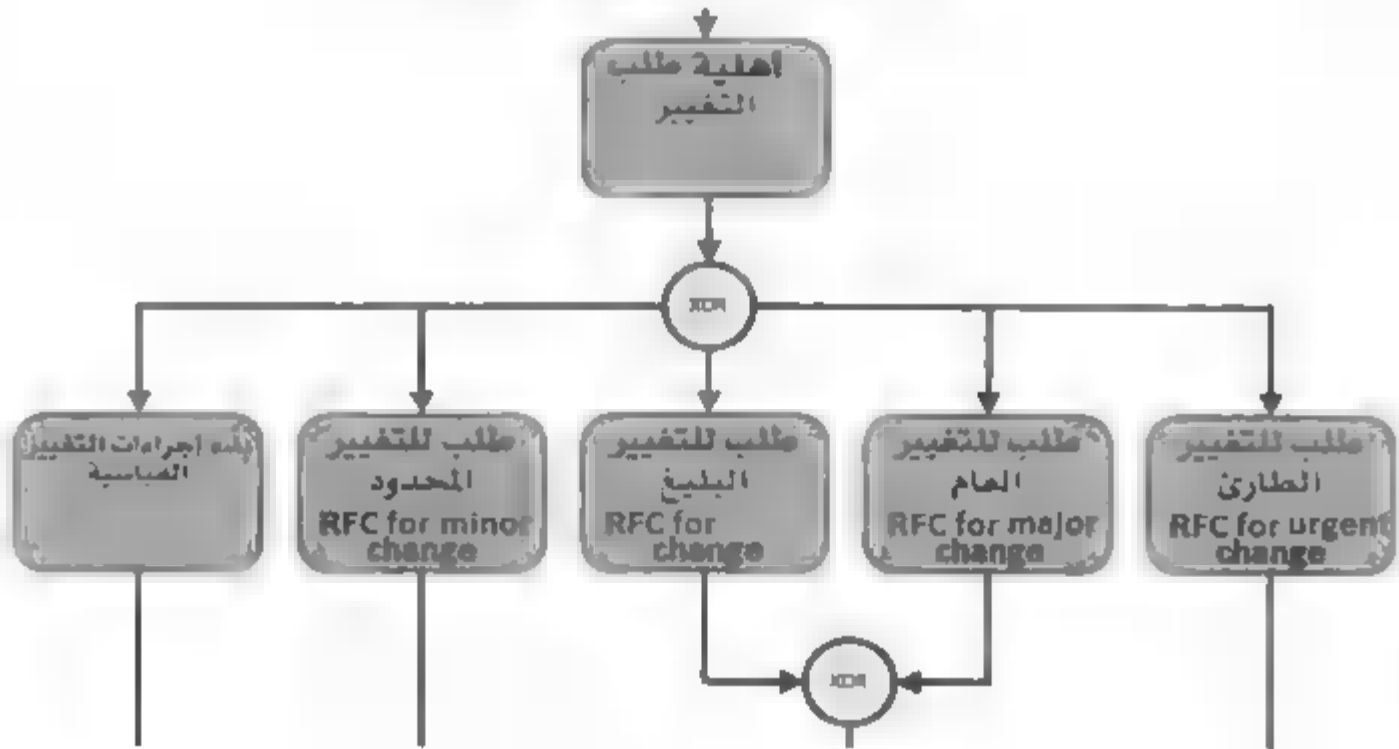 أهلية طلب
التغيير
XOR
بدء إجراءات التغيير
القياسية
طلب للتغيير
المحدود
RFC for minor
change
طلب للتغيير
البليغ
RFC for
change
طلب للتغيير
العام
RFC for major
change
طلب للتغيير
الطارئ
RFC for urgent
change
XOR